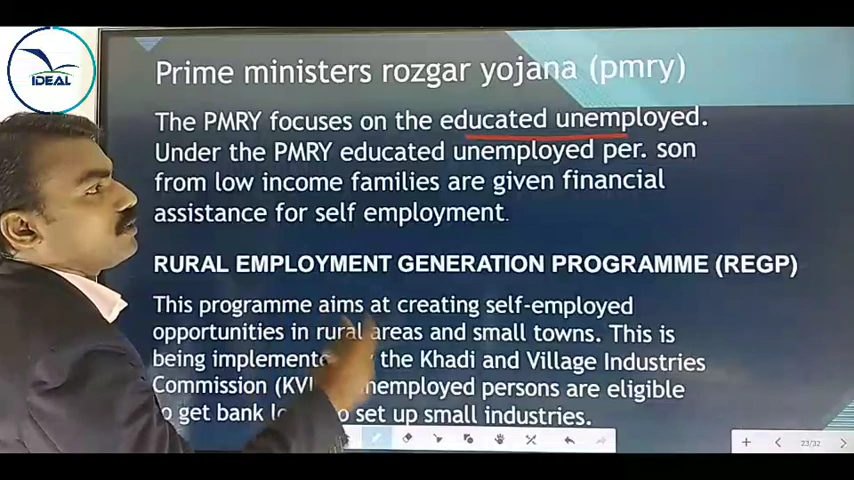 IDEAL
Prime ministers rozgar yojana (pmry)
The PMRY focuses on the educated unemployed.
Under the PMRY educated unemployed per. son
from low income families are given financial
assistance for self employment.
RURAL EMPLOYMENT GENERATION PROGRAMME (REGP)
This programme aims at creating self-employed
opportunities in rural areas and small towns. This is
being the Khadi and Village Industries
Commission unemployed persons are eligible
to get bank to set up small industries.
23/32